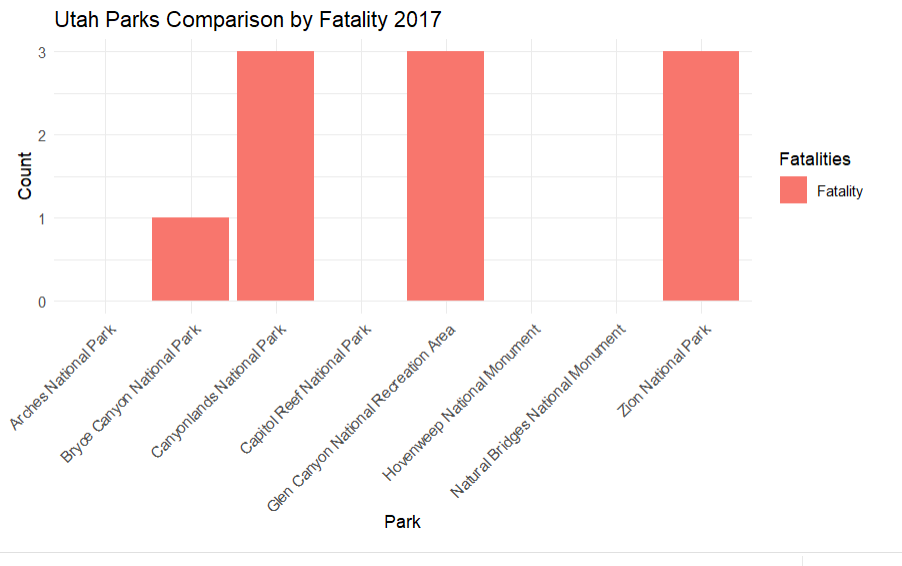 Utah Parks Comparison by Fatality 2017
3
2
1
0
Count
Arches National Park
Bryce Canyon National Park
Canyonlands National Park
Capitol Reef National Park
Glen Canyon National Recreation Area
Hovenweep National Monument
Natural Bridges National Monument
Zion National Park
Park
Fatalities
Fatality